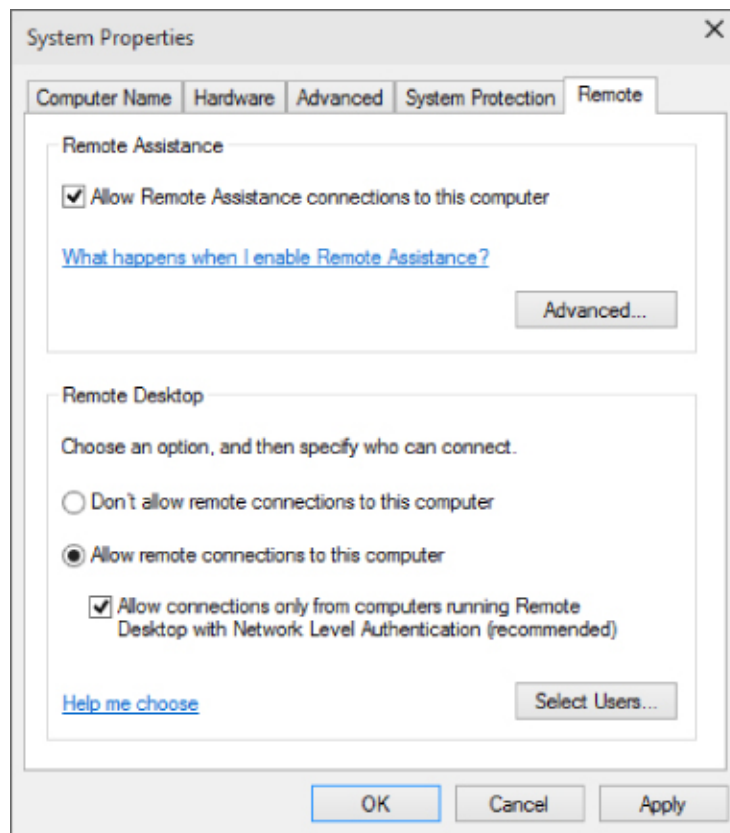 System Properties
Computer Name Hardware Advanced System Protection Remote
Remote Assistance
Allow Remote Assistance connections to this computer
What happens when I enable Remote Assistance?
Advanced...
Remote Desktop
Choose an option, and then specify who can connect.
Don't allow remote connections to this computer
Allow remote connections to this computer
Allow connections only from computers running Remote
Desktop with Network Level Authentication (recommended)
Help me choose Select Users...
OK Cancel Apply